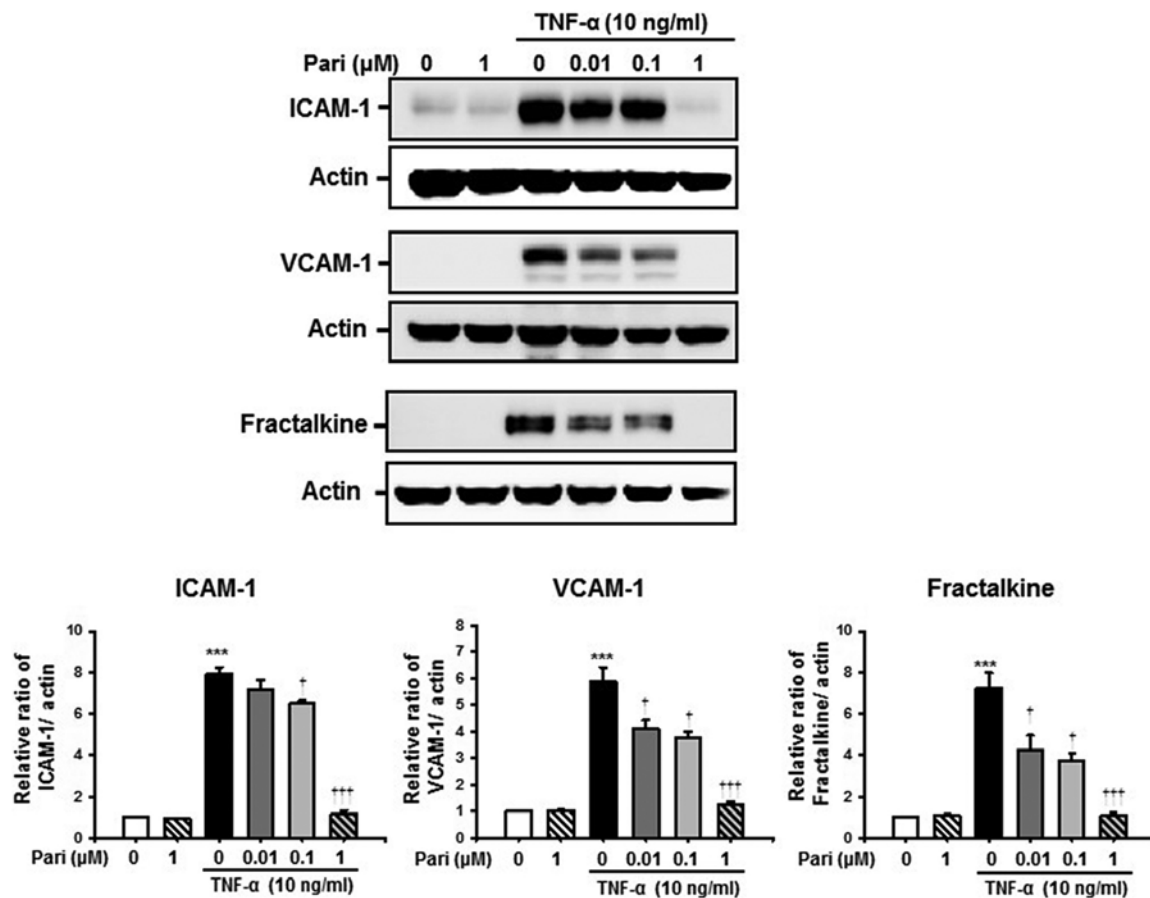 TNF-α (10 ng/ml)
Pari (µM) 0 1 0 0.01 0.1 1
ICAM-1
Actin
VCAM-1
Actin
Fractalkine
Actin
ICAM-1
Relative ratio of ICAM-1/ actin
10
8
6
4
2
0
***
†
†††
Pari (µM) 0 1 0 0.01 0.1 1
TNF-α (10 ng/ml)
VCAM-1
Relative ratio of VCAM-1/ actin
8
7
6
5
4
3
2
1
0
***
†
†
†††
Pari (µM) 0 1 0 0.01 0.1 1
TNF-α (10 ng/ml)
Fractalkine
Relative ratio of Fractalkine/ actin
10
8
6
4
2
0
***
†
†
†††
Pari (µM) 0 1 0 0.01 0.1 1
TNF-α (10 ng/ml)